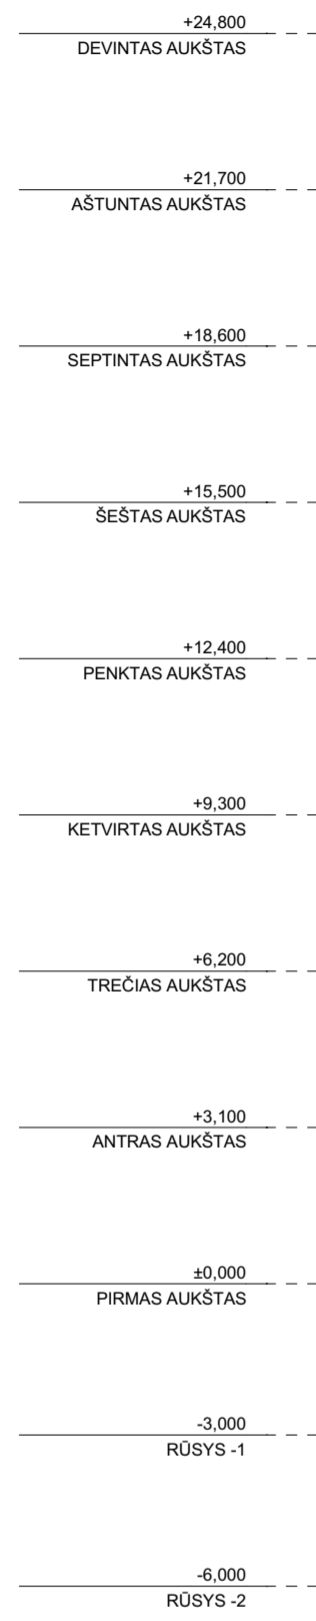 +24,800
DEVINTAS AUKŠTAS
+21,700
AŠTUNTAS AUKŠTAS
+18,600
SEPTINTAS AUKŠTAS
+15,500
ŠEŠTAS AUKŠTAS
+12,400
PENKTAS AUKŠTAS
+9,300
KETVIRTAS AUKŠTAS
+6,200
TREČIAS AUKŠTAS
+3,100
ANTRAS AUKŠTAS
±0,000
PIRMAS AUKŠTAS
-3,000
RŪSYS -1
-6,000
RŪSYS -2